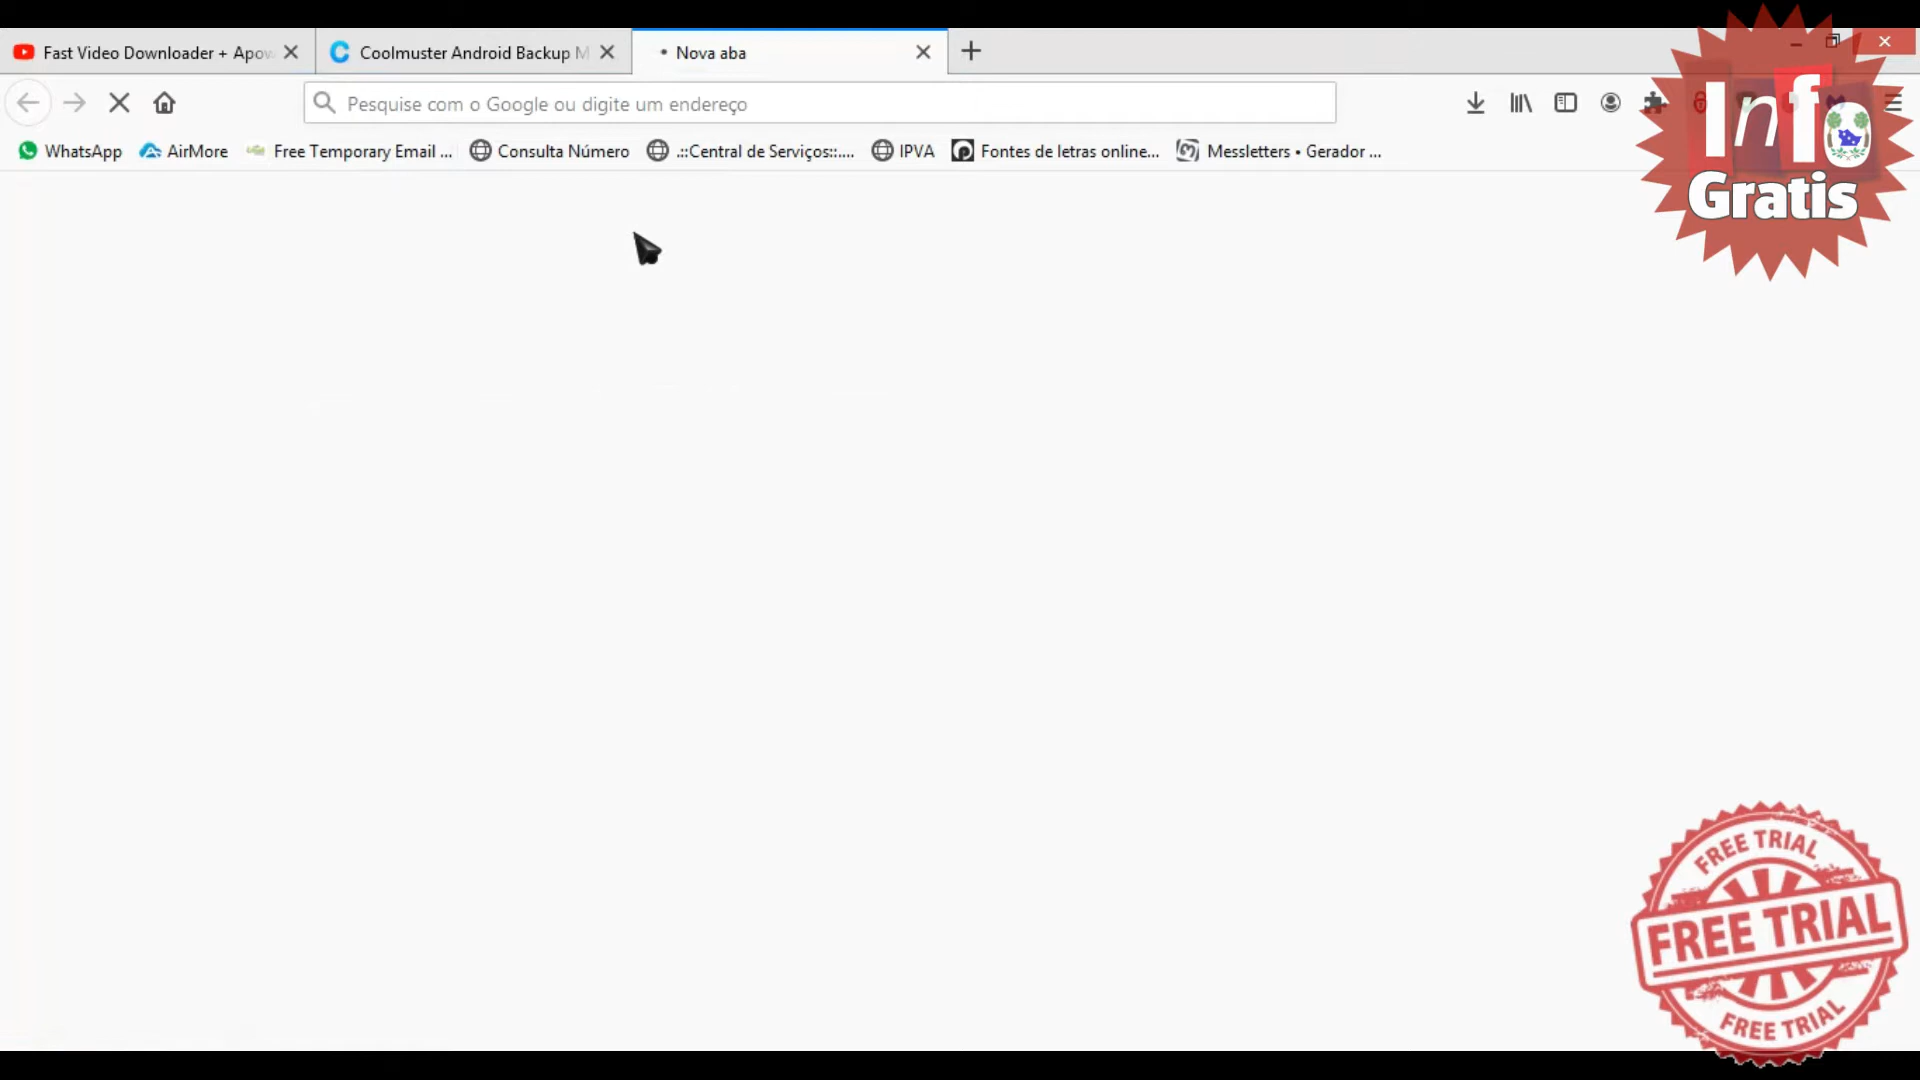 Fast Video Downloader + Apow
Coolmuster Android Backup M
Nova aba
Pesquise com o Google ou digite um endereço
WhatsApp
AirMore
Free Temporary Email ...
Consulta Número
.::Central de Serviços::....
IPVA
Fontes de letras online...
Messletters • Gerador ...
Info
Gratis
FREE TRIAL
FREE TRIAL
FREE TRIAL